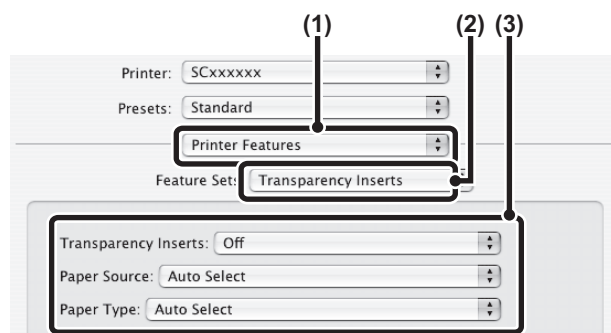 (1) (2) (3)
Printer: SCxxxxxx
Presets: Standard
Printer Features
Feature Set: Transparency Inserts
Transparency Inserts: Off
Paper Source: Auto Select
Paper Type: Auto Select